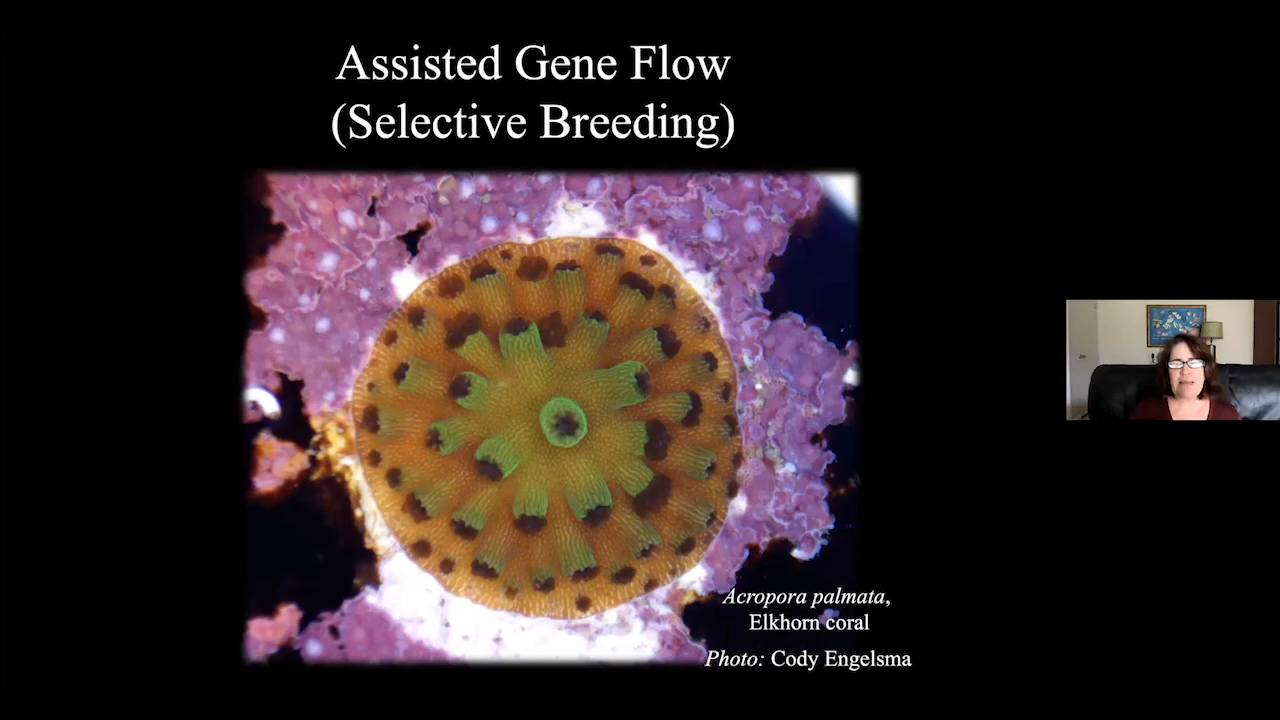 Assisted Gene Flow
(Selective Breeding)
Acropora palmata,
Elkhorn coral
Photo: Cody Engelsma